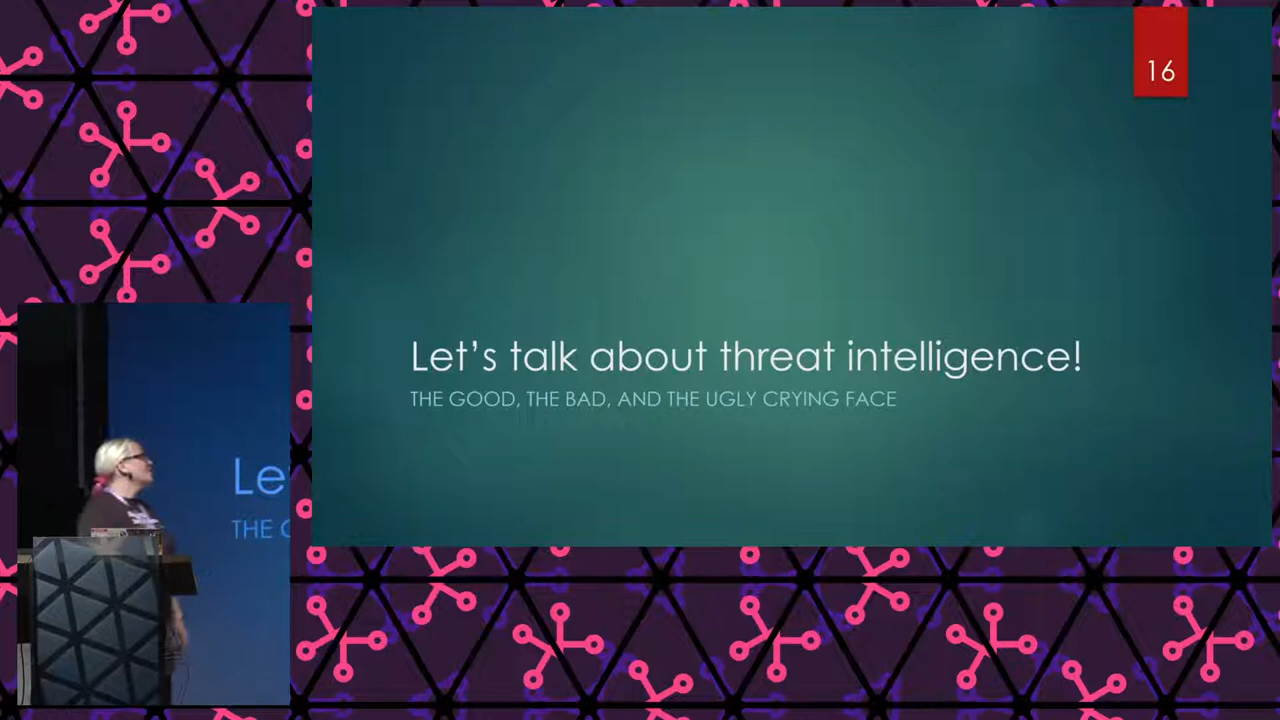 16
Let's talk about threat intelligence!
THE GOOD, THE BAD, AND THE UGLY CRYING FACE
Le
THE